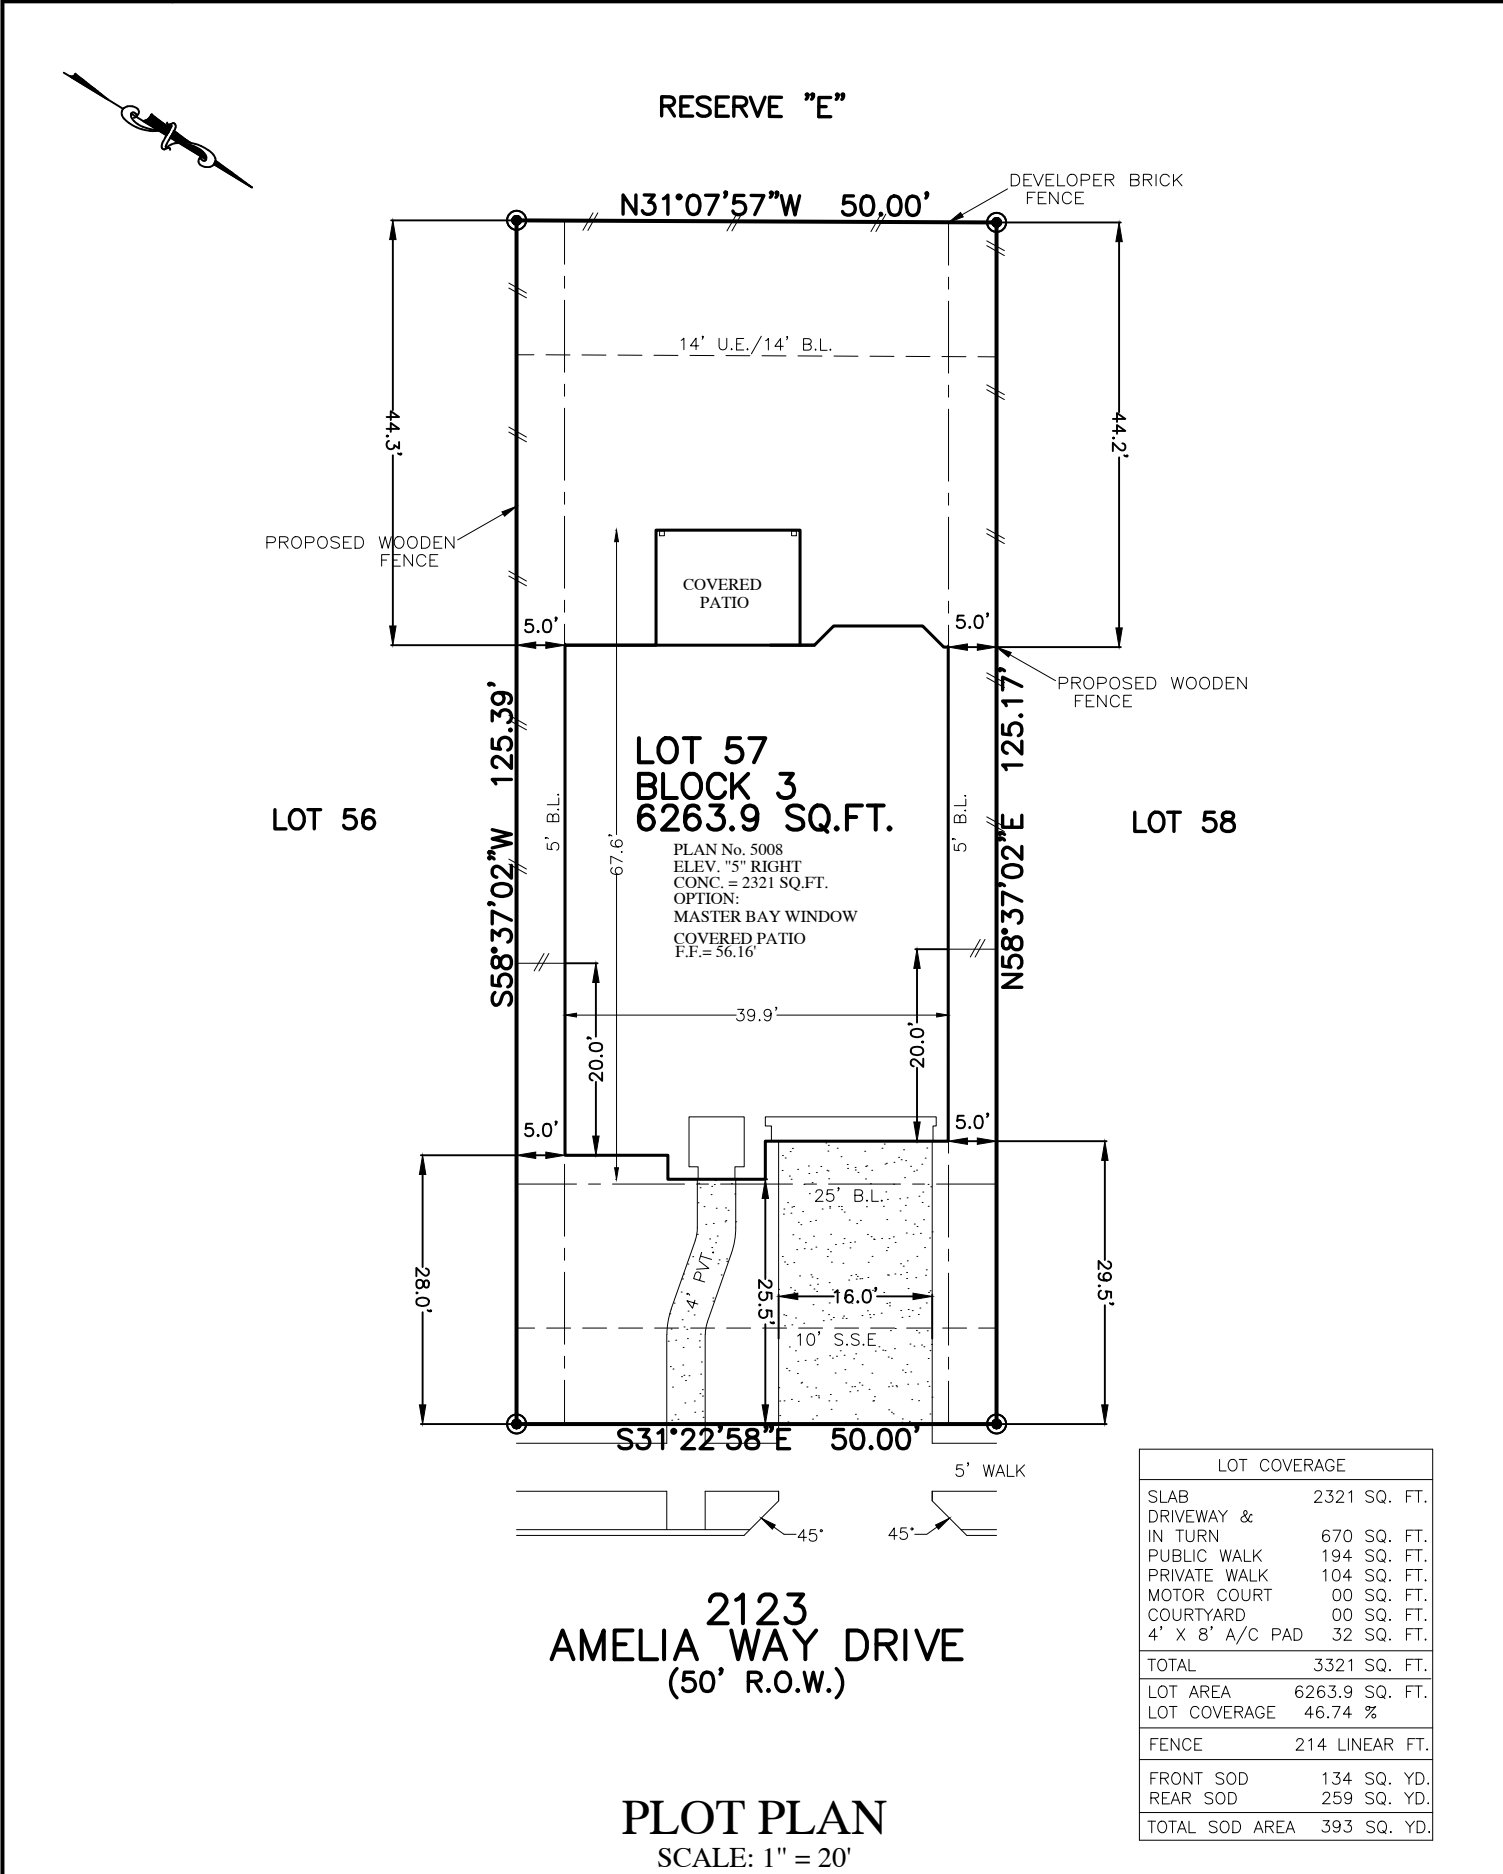 RESERVE "E"
DEVELOPER BRICK
FENCE
N31°07'57"W 50.00'
14' U.E./14' B.L.
44.3'
44.2'
PROPOSED WOODEN
FENCE
COVERED
PATIO
5.0'
5.0'
PROPOSED WOODEN
FENCE
S58°37'02"W 125.39'
N58°37'02"E 125.17'
LOT 57
BLOCK 3
6263.9 SQ.FT.
LOT 56
LOT 58
5' B.L.
5' B.L.
67.6'
PLAN No. 5008
ELEV. "5" RIGHT
CONC. = 2321 SQ.FT.
OPTION:
MASTER BAY WINDOW
COVERED PATIO
F.F.= 56.16'
39.9'
20.0'
20.0'
5.0'
5.0'
25' B.L.
4' PVT.
28.0'
25.5'
16.0'
29.5'
10' S.S.E
S31°22'58"E 50.00'
5' WALK
45°
45°
2123
AMELIA WAY DRIVE
(50' R.O.W.)
LOT COVERAGE
SLAB 2321 SQ. FT.
DRIVEWAY &
IN TURN 670 SQ. FT.
PUBLIC WALK 194 SQ. FT.
PRIVATE WALK 104 SQ. FT.
MOTOR COURT 00 SQ. FT.
COURTYARD 00 SQ. FT.
4' X 8' A/C PAD 32 SQ. FT.
TOTAL 3321 SQ. FT.
LOT AREA 6263.9 SQ. FT.
LOT COVERAGE 46.74 %
FENCE 214 LINEAR FT.
FRONT SOD 134 SQ. YD.
REAR SOD 259 SQ. YD.
TOTAL SOD AREA 393 SQ. YD.
PLOT PLAN
SCALE: 1" = 20'